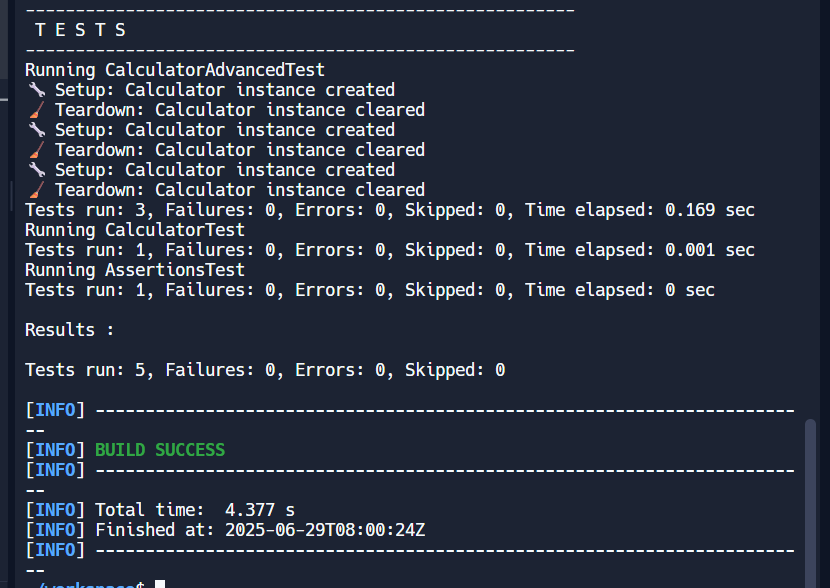 -------------------------------------------------------
 T E S T S
-------------------------------------------------------
Running CalculatorAdvancedTest
🔧 Setup: Calculator instance created
🧹 Teardown: Calculator instance cleared
🔧 Setup: Calculator instance created
🧹 Teardown: Calculator instance cleared
🔧 Setup: Calculator instance created
🧹 Teardown: Calculator instance cleared
Tests run: 3, Failures: 0, Errors: 0, Skipped: 0, Time elapsed: 0.169 sec
Running CalculatorTest
Tests run: 1, Failures: 0, Errors: 0, Skipped: 0, Time elapsed: 0.001 sec
Running AssertionsTest
Tests run: 1, Failures: 0, Errors: 0, Skipped: 0, Time elapsed: 0 sec

Results :

Tests run: 5, Failures: 0, Errors: 0, Skipped: 0

[INFO] ----------------------------------------------------------------------
--
[INFO] BUILD SUCCESS
[INFO] ----------------------------------------------------------------------
--
[INFO] Total time:  4.377 s
[INFO] Finished at: 2025-06-29T08:00:24Z
[INFO] ----------------------------------------------------------------------
--
~/workspace$